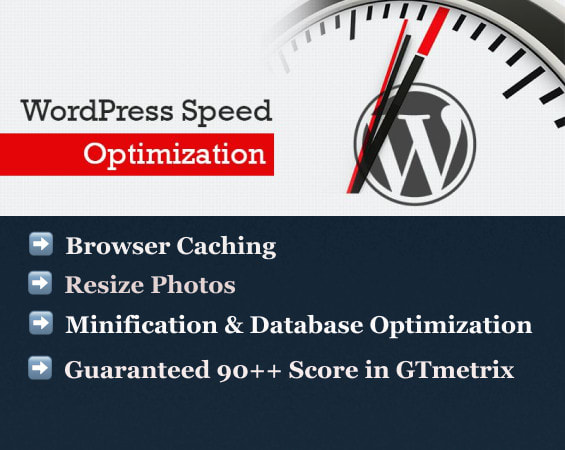 WordPress Speed
Optimization
Browser Caching
Resize Photos
Minification & Database Optimization
Guaranteed 90++ Score in GTmetrix